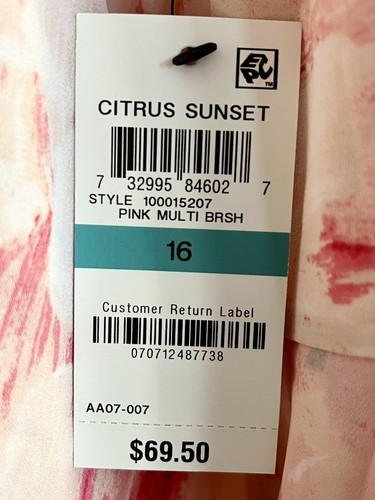 EPC™
CITRUS SUNSET
7 32995 84602 7
STYLE 100015207
PINK MULTI BRSH
16
Customer Return Label
070712487738
AA07-007
$69.50